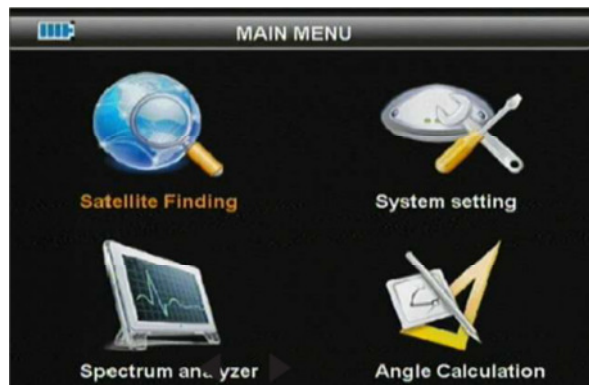 MAIN MENU
Satellite Finding
System setting
Spectrum
Angle Calculation